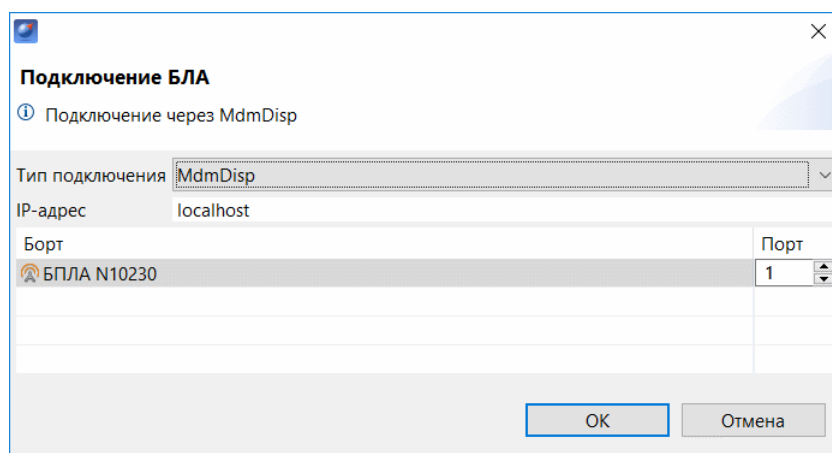 Подключение БЛА
Подключение через MdmDisp
Тип подключения MdmDisp
IP-адрес localhost
Борт Порт
БПЛА N10230 1
OK Отмена